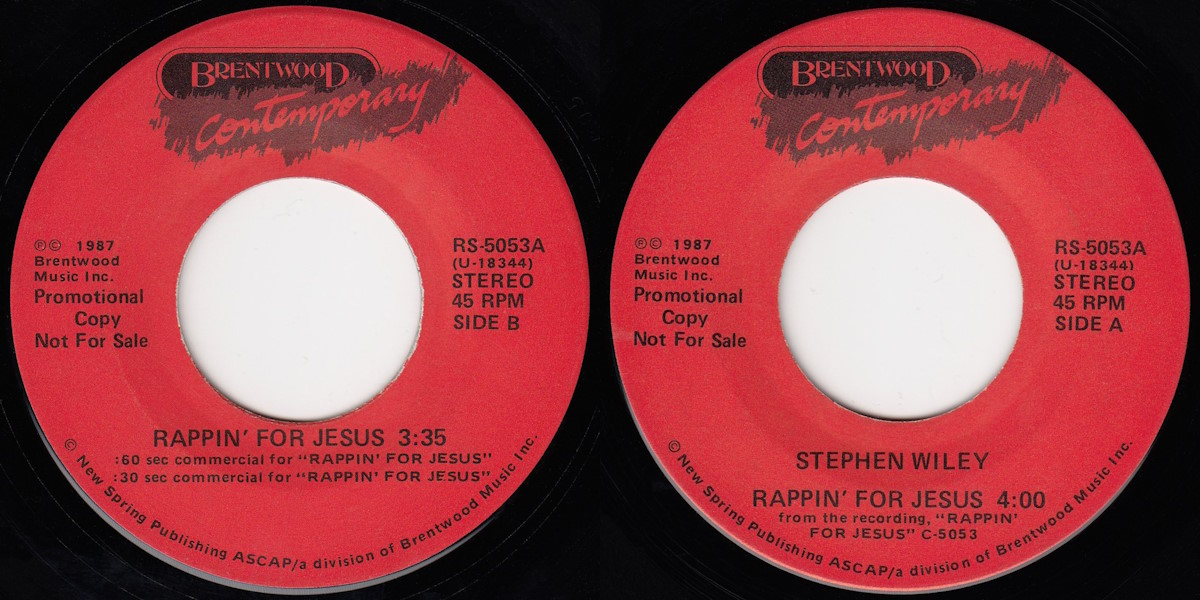 BRENTWOOD
Contemporary
℗© 1987
Brentwood
Music Inc.
Promotional
Copy
Not For Sale
RS-5053A
(U-18344)
STEREO
45 RPM
SIDE B
RAPPIN' FOR JESUS 3:35
:60 sec commercial for "RAPPIN' FOR JESUS"
:30 sec commercial for "RAPPIN' FOR JESUS"
© New Spring Publishing ASCAP/a division of Brentwood Music Inc.
BRENTWOOD
Contemporary
℗© 1987
Brentwood
Music Inc.
Promotional
Copy
Not For Sale
RS-5053A
(U-18344)
STEREO
45 RPM
SIDE A
STEPHEN WILEY
RAPPIN' FOR JESUS 4:00
from the recording, "RAPPIN'
FOR JESUS" C-5053
© New Spring Publishing ASCAP/a division of Brentwood Music Inc.